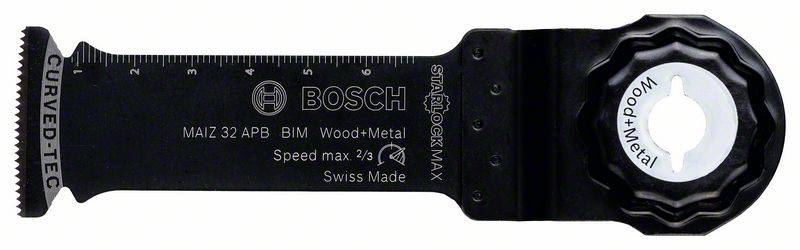 CURVED-TEC
1 2 3 4 5 6
BOSCH
MAIZ 32 APB BIM Wood+Metal
Speed max. 2/3
Swiss Made
STARLOCK MAX
Wood+Metal